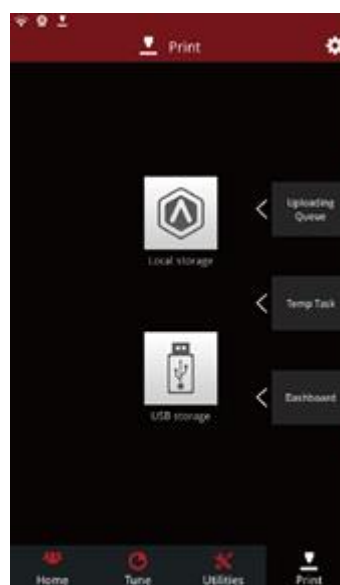 Print
Uploading
Queue
Local storage
Temp Task
Dashboard
USB storage
Home
Tune
Utilities
Print